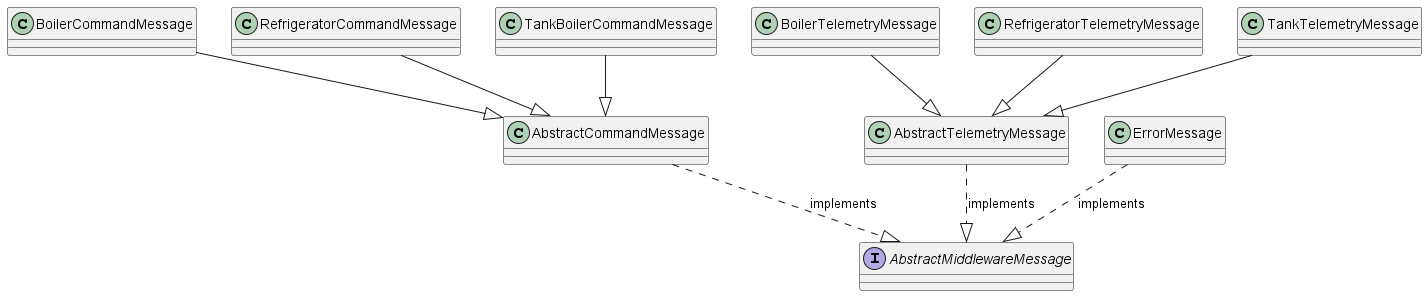 C BoilerCommandMessage
C RefrigeratorCommandMessage
C TankBoilerCommandMessage
C BoilerTelemetryMessage
C RefrigeratorTelemetryMessage
C TankTelemetryMessage
C AbstractCommandMessage
C AbstractTelemetryMessage
C ErrorMessage
implements
implements
implements
I AbstractMiddlewareMessage